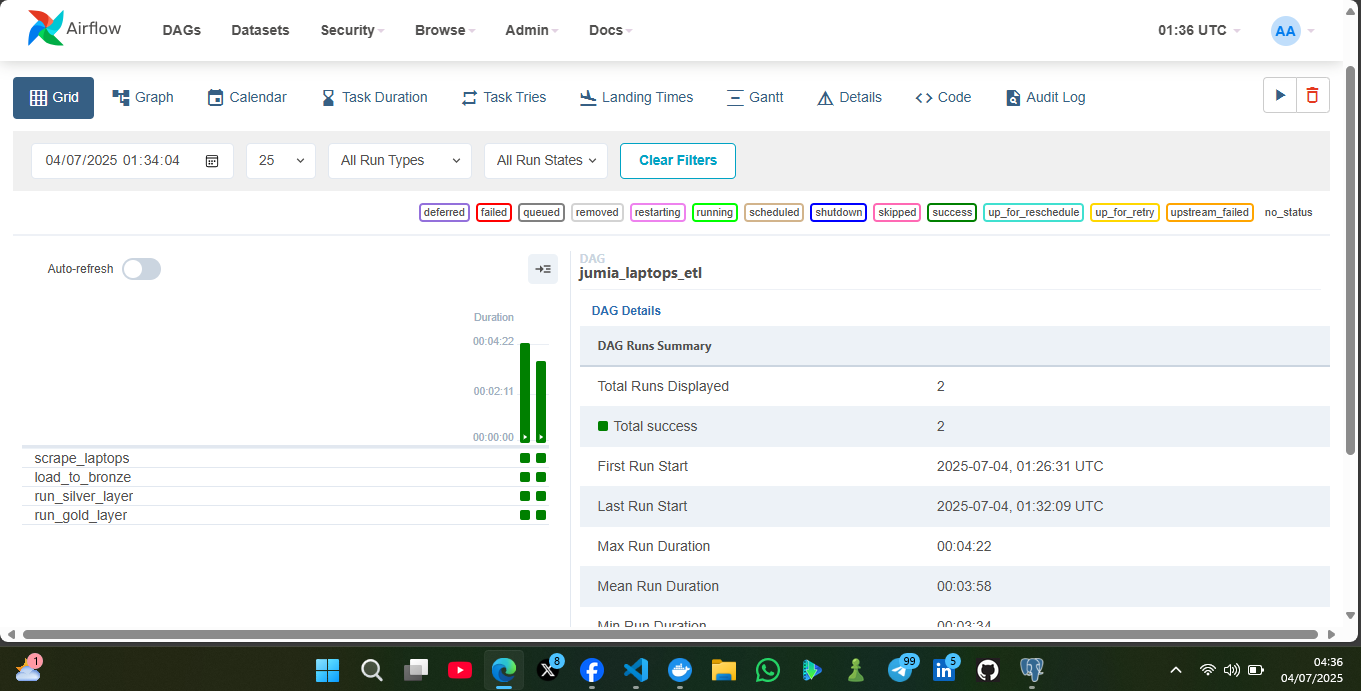 Airflow DAGs Datasets Security Browse Admin Docs 01:36 UTC AA
Grid Graph Calendar Task Duration Task Tries Landing Times Gantt Details Code Audit Log
04/07/2025 01:34:04 25 All Run Types All Run States Clear Filters
deferred failed queued removed restarting running scheduled shutdown skipped success up_for_reschedule up_for_retry upstream_failed no_status
Auto-refresh
Duration
00:04:22
00:02:11
00:00:00
scrape_laptops
load_to_bronze
run_silver_layer
run_gold_layer
DAG
jumia_laptops_etl
DAG Details
DAG Runs Summary
Total Runs Displayed 2
Total success 2
First Run Start 2025-07-04, 01:26:31 UTC
Last Run Start 2025-07-04, 01:32:09 UTC
Max Run Duration 00:04:22
Mean Run Duration 00:03:58
Min Run Duration 00:03:34
1 8 99 5 04:36
04/07/2025